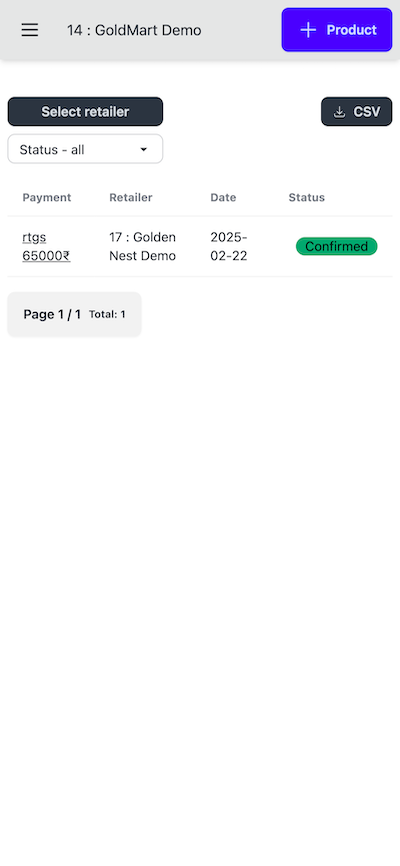 14 : GoldMart Demo
Product
Select retailer
CSV
Status - all
Payment Retailer Date Status
rtgs 17 : Golden 2025-
65000₹ Nest Demo 02-22
Confirmed
Page 1 / 1 Total: 1